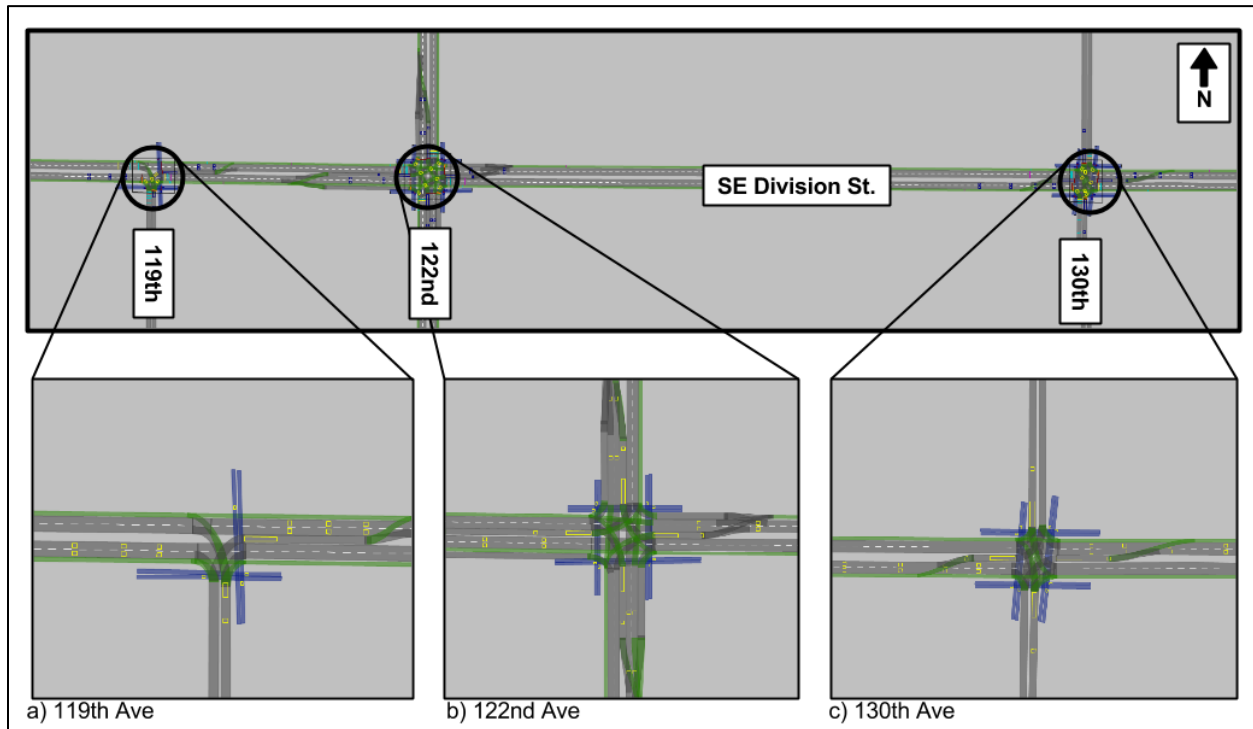 N
SE Division St.
119th
122nd
130th
a) 119th Ave
b) 122nd Ave
c) 130th Ave